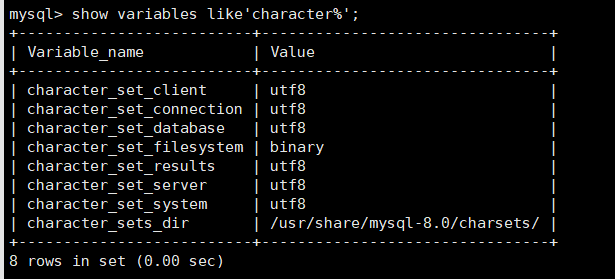 mysql> show variables like'character%';
+--------------------------+--------------------------------+
| Variable_name            | Value                          |
+--------------------------+--------------------------------+
| character_set_client     | utf8                           |
| character_set_connection | utf8                           |
| character_set_database   | utf8                           |
| character_set_filesystem | binary                         |
| character_set_results    | utf8                           |
| character_set_server     | utf8                           |
| character_set_system     | utf8                           |
| character_sets_dir       | /usr/share/mysql-8.0/charsets/ |
+--------------------------+--------------------------------+
8 rows in set (0.00 sec)